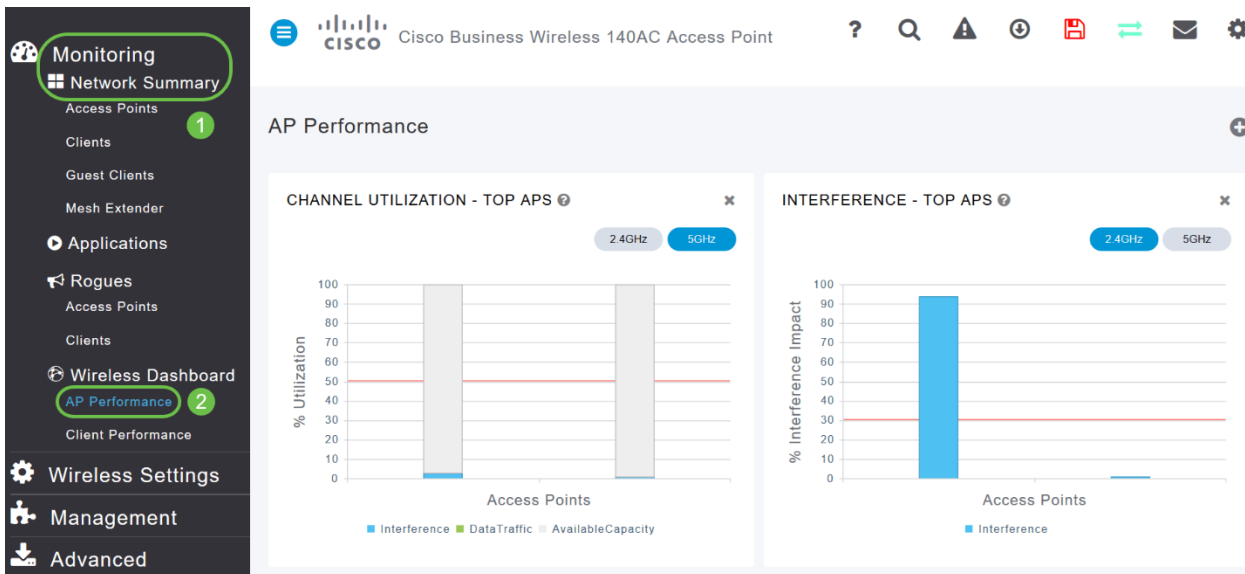 Monitoring
Network Summary
Access Points
1
Clients
Guest Clients
Mesh Extender
Applications
Rogues
Access Points
Clients
Wireless Dashboard
AP Performance 2
Client Performance
Wireless Settings
Management
Advanced
CISCO Cisco Business Wireless 140AC Access Point ?
AP Performance
CHANNEL UTILIZATION - TOP APS ?
2.4GHz 5GHz
% Utilization
100
90
80
70
60
50
40
30
20
10
0
Access Points
Interference DataTraffic AvailableCapacity
INTERFERENCE - TOP APS ?
2.4GHz 5GHz
% Interference Impact
100
90
80
70
60
50
40
30
20
10
0
Access Points
Interference